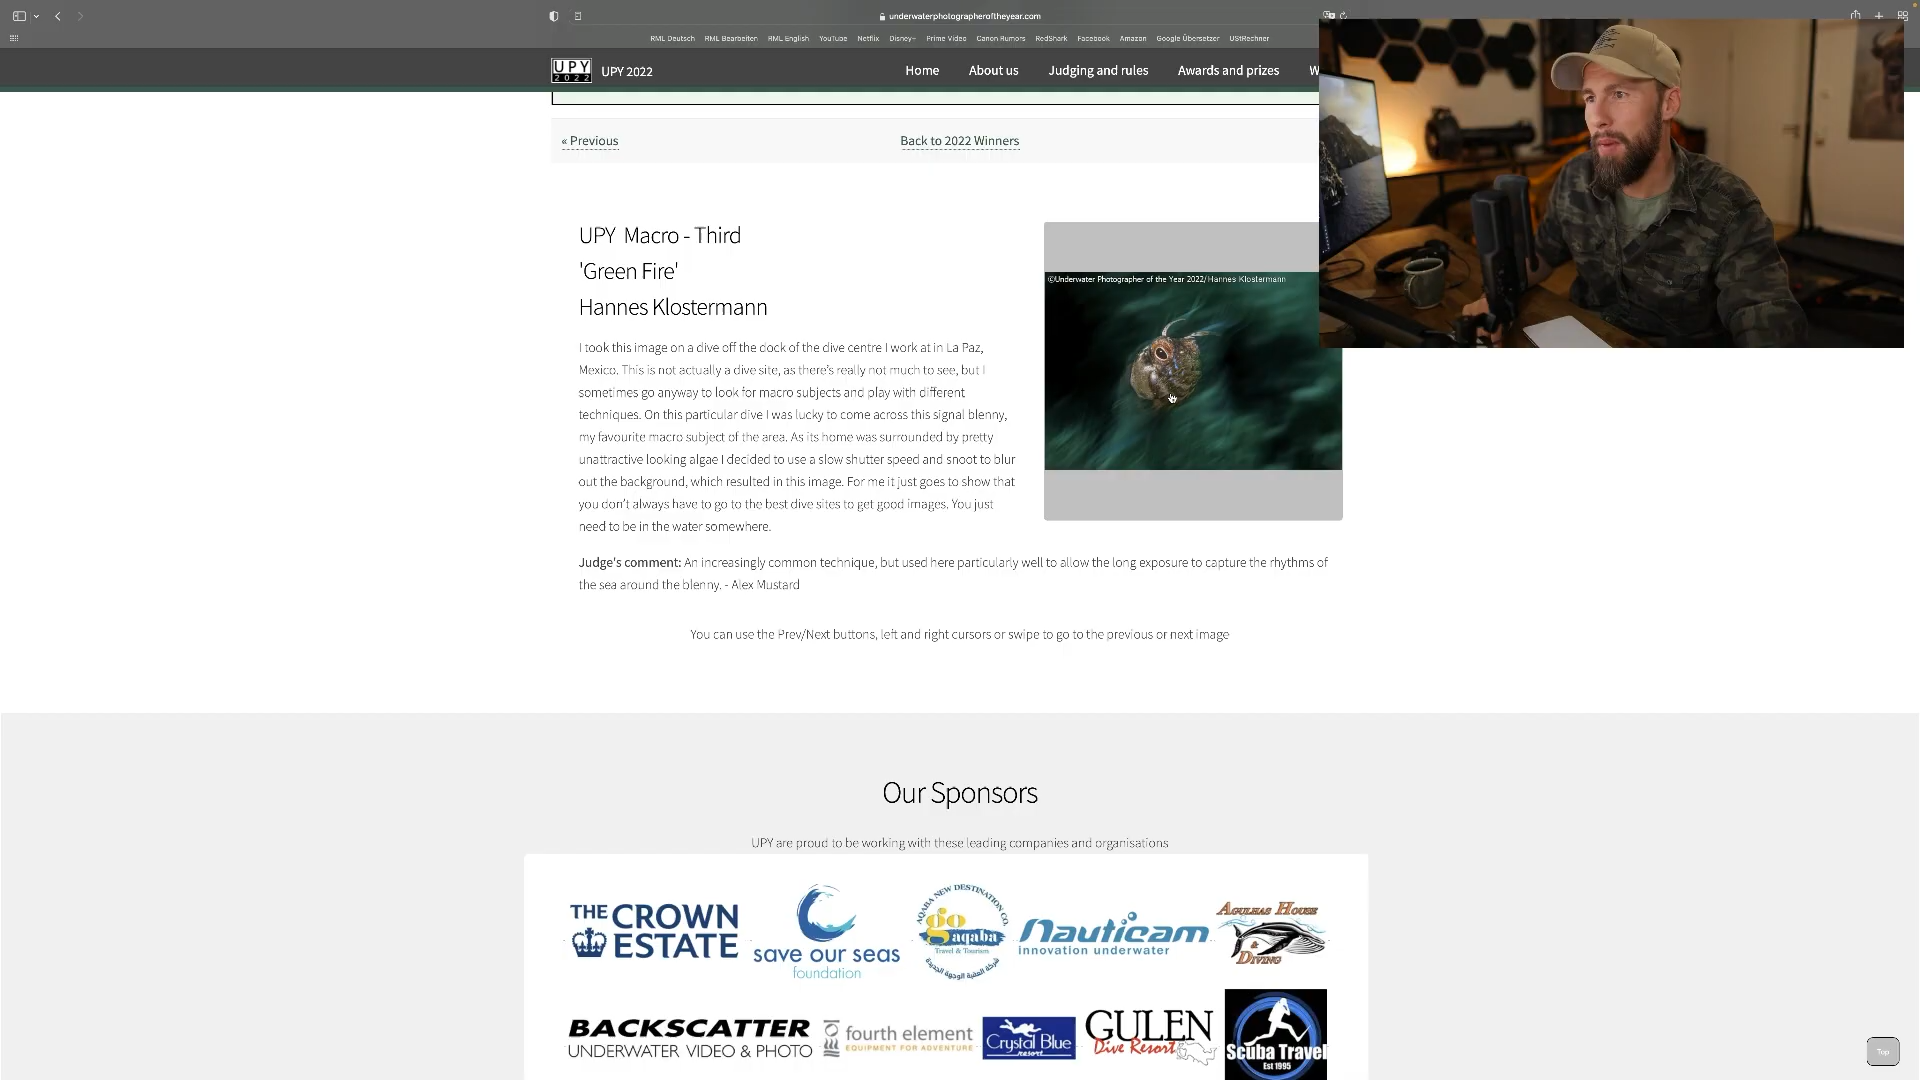 underwaterphotographeroftheyear.com
RML Deutsch RML Bearbeiten RML English YouTube Netflix Disney+ Prime Video Canon Rumors RedShark Facebook Amazon Google Übersetzer UStRechner
UPY 2022 UPY 2022 Home About us Judging and rules Awards and prizes W
« Previous Back to 2022 Winners
UPY Macro - Third
'Green Fire'
Hannes Klostermann
©Underwater Photographer of the Year 2022/Hannes Klostermann
I took this image on a dive off the dock of the dive centre I work at in La Paz,
Mexico. This is not actually a dive site, as there's really not much to see, but I
sometimes go anyway to look for macro subjects and play with different
techniques. On this particular dive I was lucky to come across this signal blenny,
my favourite macro subject of the area. As its home was surrounded by pretty
unattractive looking algae I decided to use a slow shutter speed and snoot to blur
out the background, which resulted in this image. For me it just goes to show that
you don't always have to go to the best dive sites to get good images. You just
need to be in the water somewhere.
Judge's comment: An increasingly common technique, but used here particularly well to allow the long exposure to capture the rhythms of
the sea around the blenny. - Alex Mustard
You can use the Prev/Next buttons, left and right cursors or swipe to go to the previous or next image
Our Sponsors
UPY are proud to be working with these leading companies and organisations
THE CROWN
ESTATE
save our seas
foundation
AQABA NEW DESTINATION CO.
go
aqaba
Travel & Tourism
Nauticam
innovation underwater
AGULHAS HOUSE
&
DIVING
BACKSCATTER
UNDERWATER VIDEO & PHOTO
fourth element
EQUIPMENT FOR ADVENTURE
Crystal Blue
resort
GULEN
Dive Resort
Scuba Travel
Est 1995
Top